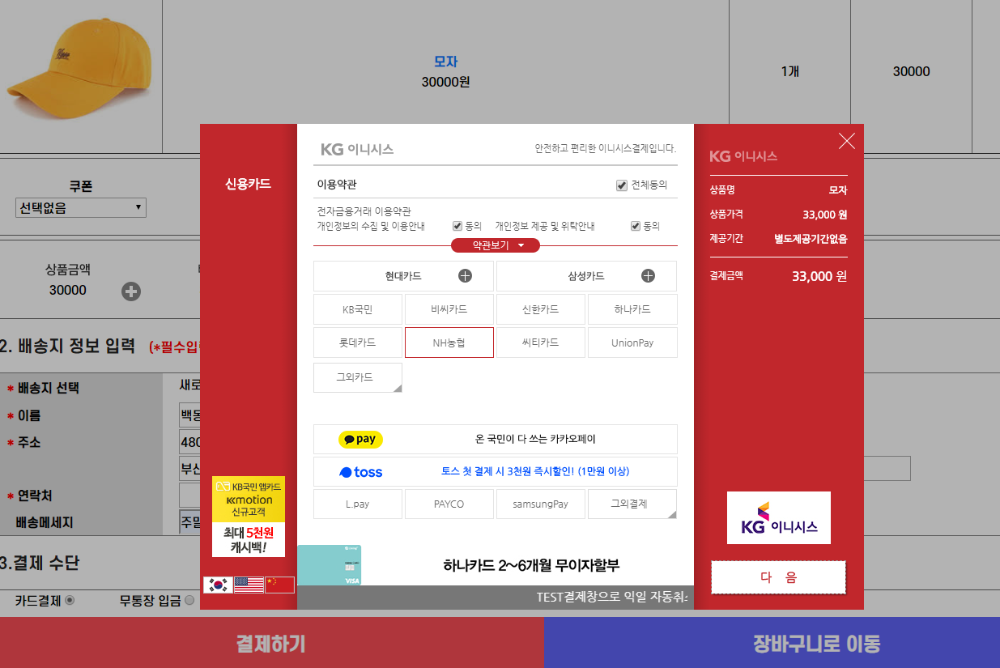 모자
30000원
1개
30000
쿠폰
선택없음
상품금액
30000
2. 배송지 정보 입력 (*필수입
* 배송지 선택
새로
* 이름
백동
* 주소
480
부산
* 연락처
배송메세지
주말
3.결제 수단
카드결제
무통장 입금
결제하기
장바구니로 이동
신용카드
KB국민 앱카드
KKmotion
신규고객
최대 5천원
캐시백!
KG 이니시스
안전하고 편리한 이니시스결제입니다.
이용약관
전체동의
전자금융거래 이용약관
개인정보의 수집 및 이용안내
동의
개인정보 제공 및 위탁안내
동의
약관보기
현대카드
삼성카드
KB국민
비씨카드
신한카드
하나카드
롯데카드
NH농협
씨티카드
UnionPay
그외카드
pay
온 국민이 다 쓰는 카카오페이
toss
토스 첫 결제 시 3천원 즉시할인! (1만원 이상)
L.pay
PAYCO
samsungPay
그외결제
VISA
하나카드 2~6개월 무이자할부
TEST결제창으로 익일 자동취소
KG 이니시스
상품명
모자
상품가격
33,000 원
제공기간
별도제공기간없음
결제금액
33,000 원
KG 이니시스
다 음